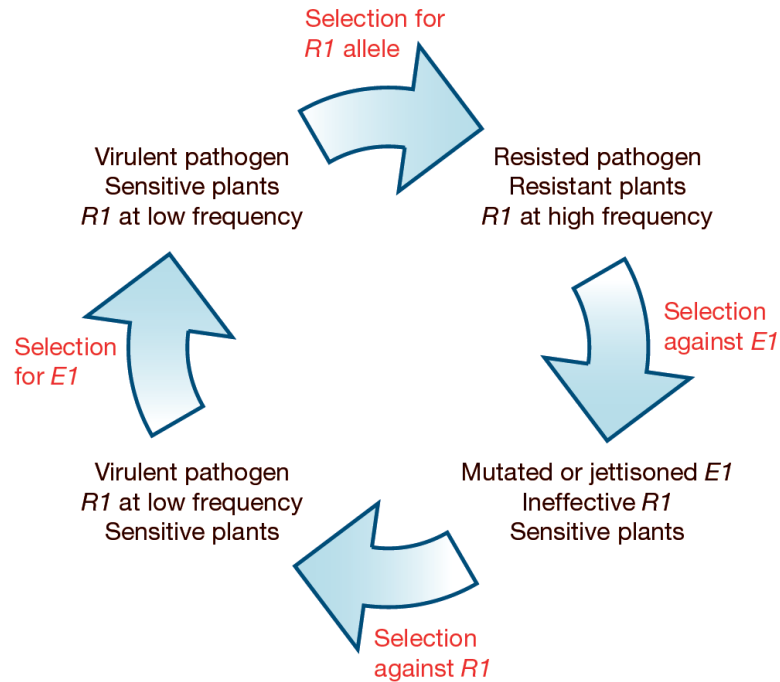 Selection for
R1 allele
Virulent pathogen
Sensitive plants
R1 at low frequency
Resisted pathogen
Resistant plants
R1 at high frequency
Selection
against E1
Mutated or jettisoned E1
Ineffective R1
Sensitive plants
Selection
against R1
Virulent pathogen
R1 at low frequency
Sensitive plants
Selection
for E1